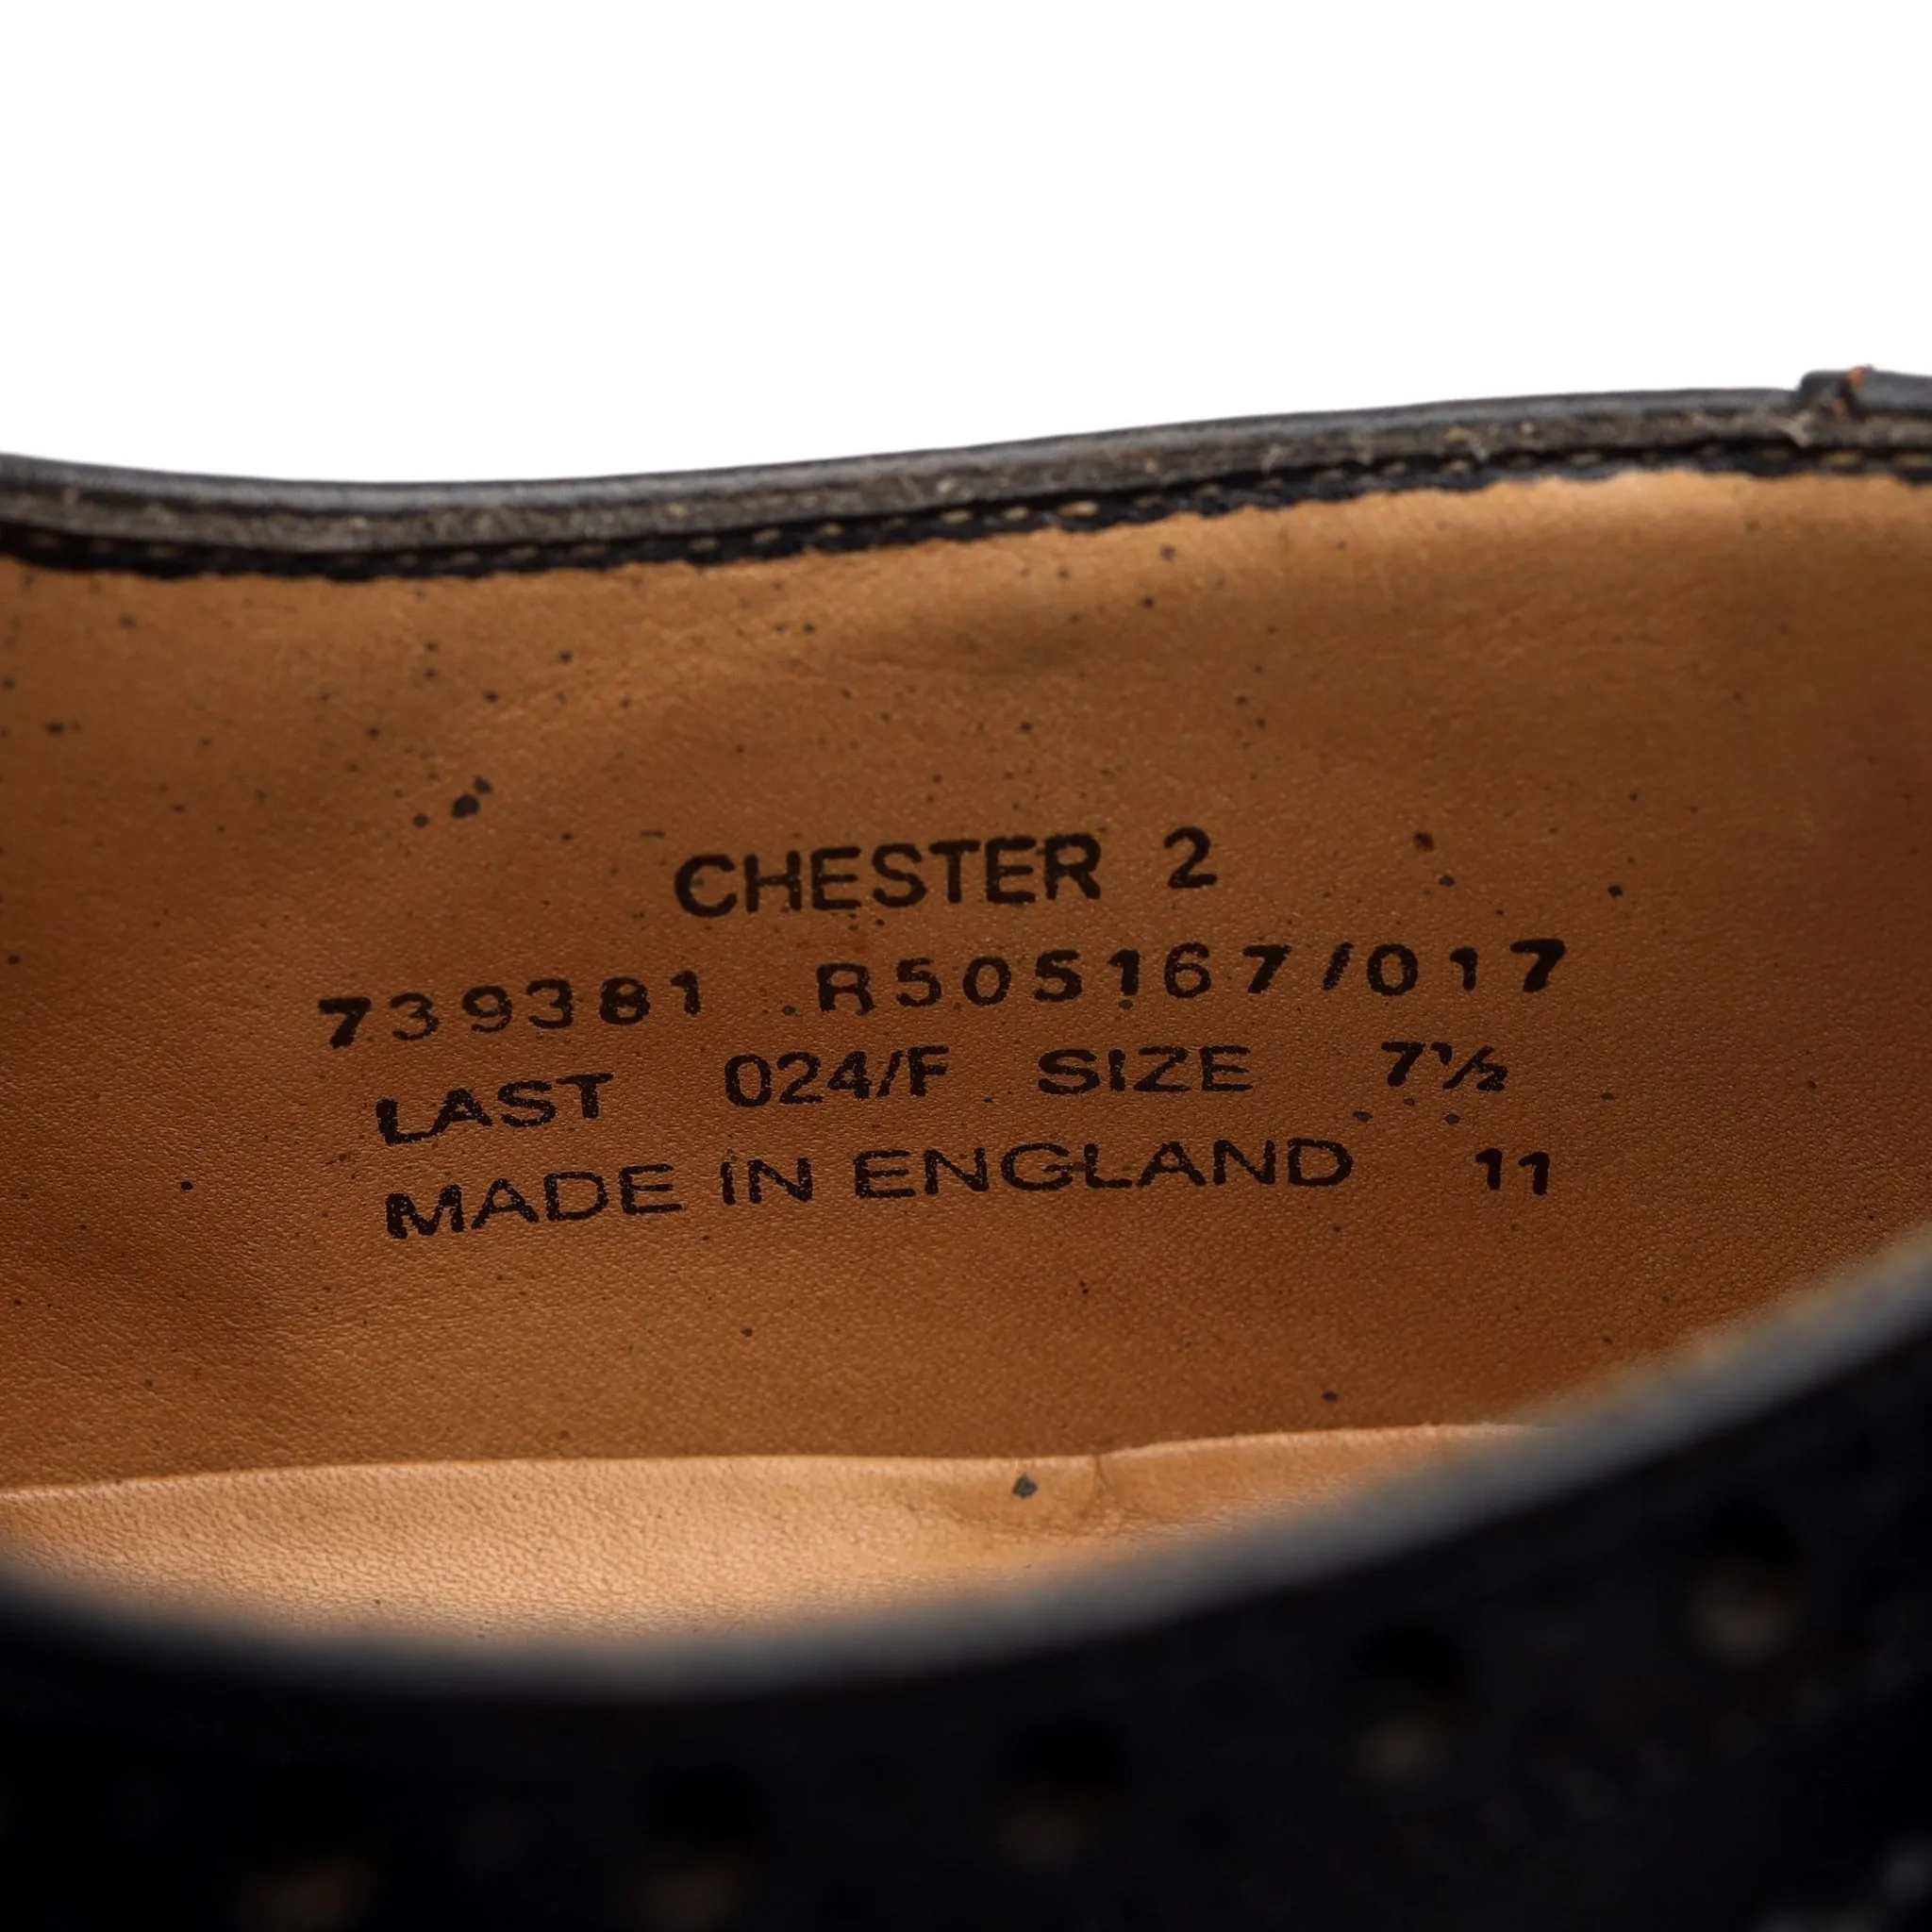 CHESTER 2
739381 R505167/017
LAST 024/F SIZE 7½
MADE IN ENGLAND 11